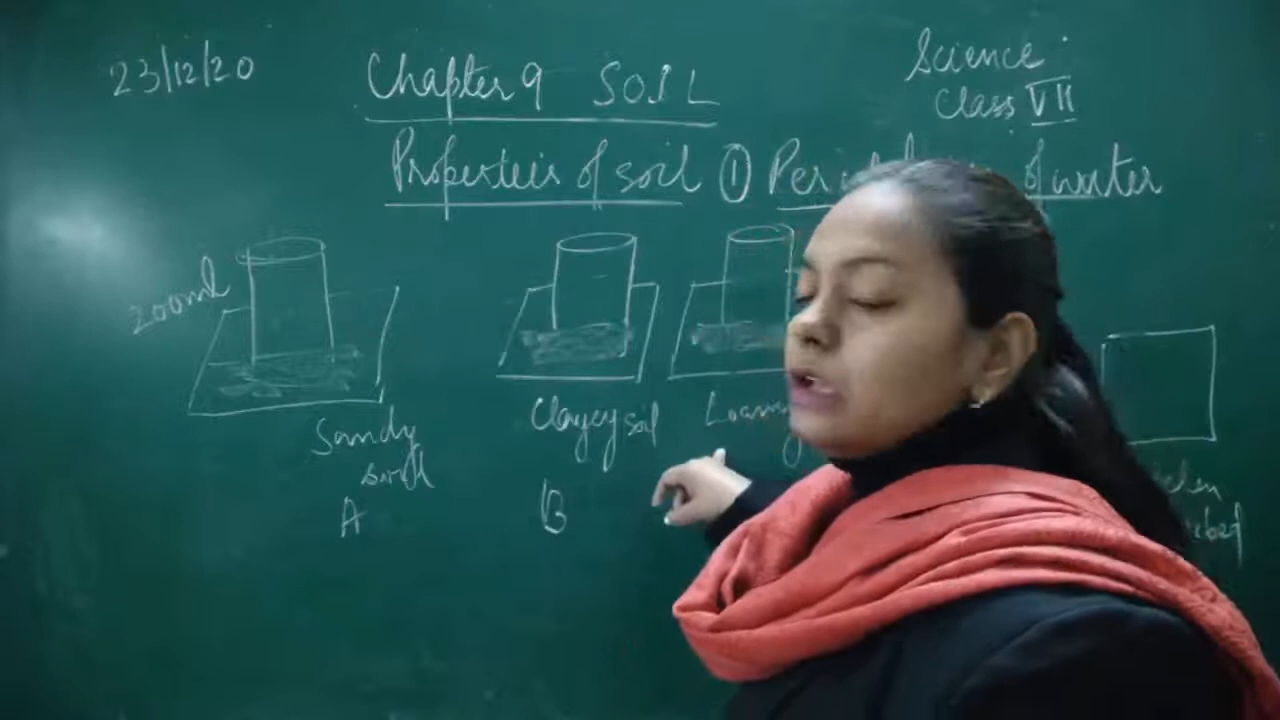 23/12/20
Chapter 9 SOIL
Science
Class VII
Properties of soil ① Per of water
200ml
Sandy
soil
Clayey soil
Loamy
A
B